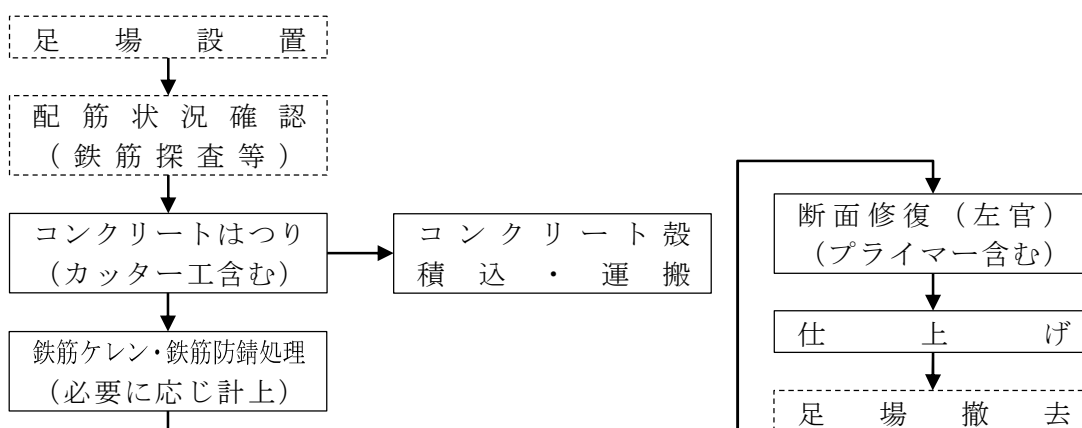 足場設置
配筋状況確認
（鉄筋探査等）
コンクリートはつり
（カッター工含む）
コンクリート殻
積込・運搬
鉄筋ケレン・鉄筋防錆処理
（必要に応じ計上）
断面修復（左官）
（プライマー含む）
仕上げ
足場撤去